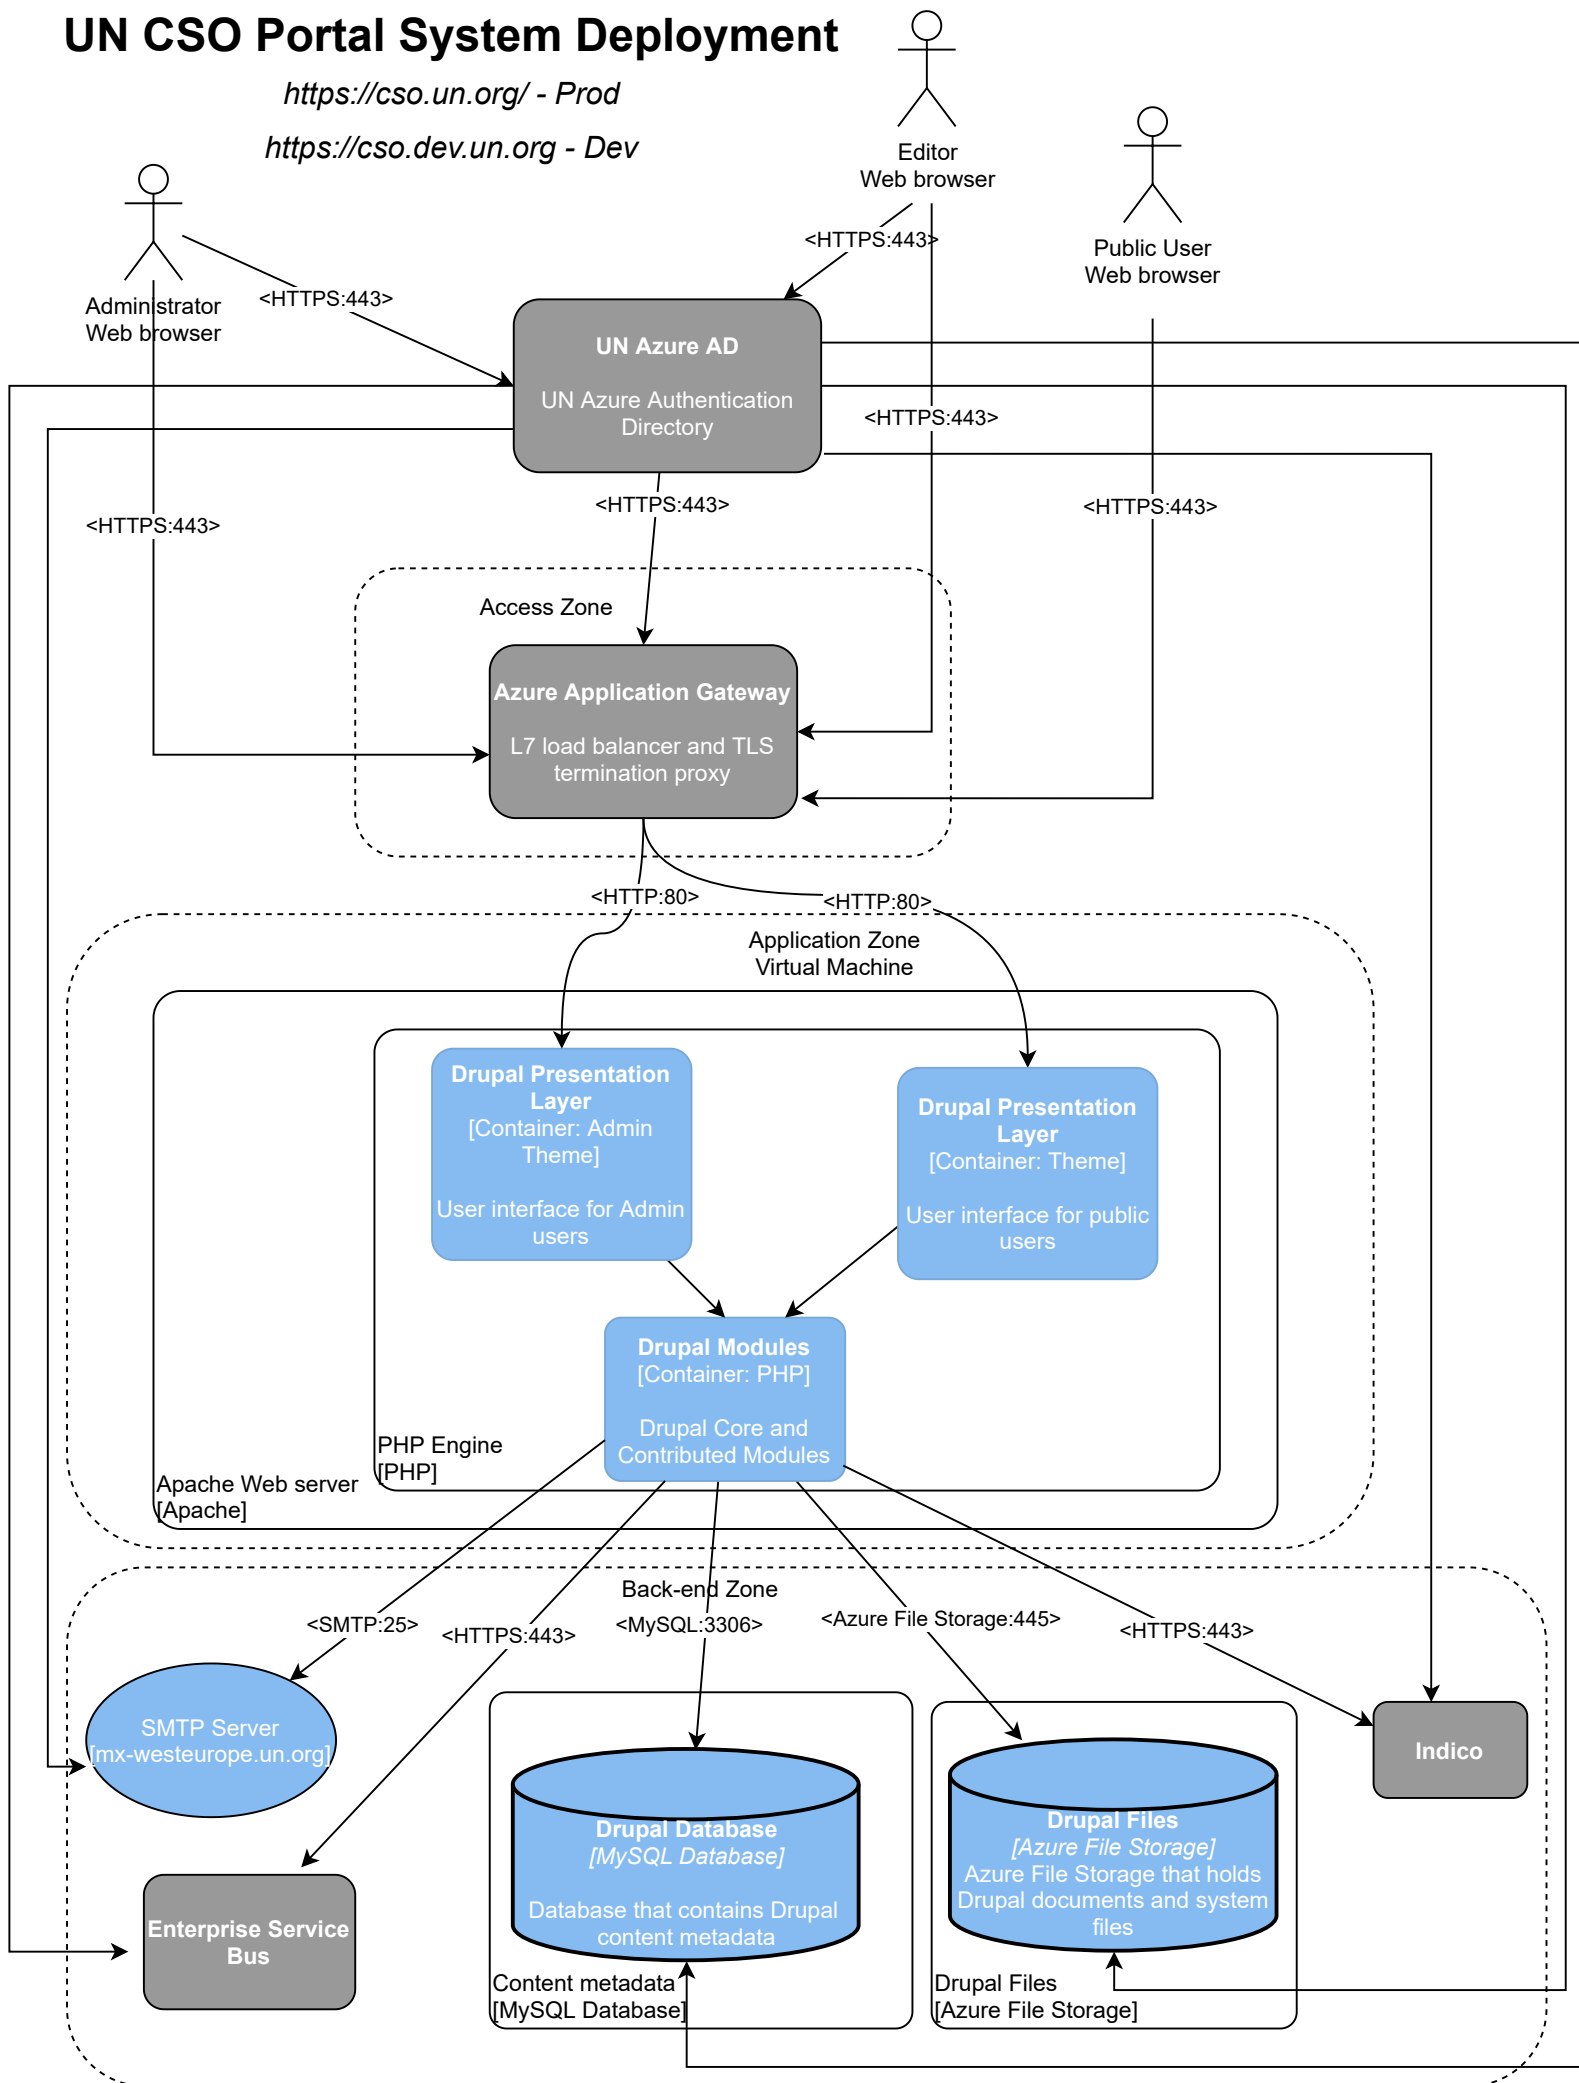 UN CSO Portal System Deployment
https://cso.un.org/ - Prod
https://cso.dev.un.org - Dev
Editor
Web browser
Public User
Web browser
Administrator
Web browser
<HTTPS:443>
<HTTPS:443>
UN Azure AD
UN Azure Authentication
Directory
<HTTPS:443>
<HTTPS:443>
<HTTPS:443>
<HTTPS:443>
Access Zone
Azure Application Gateway
L7 load balancer and TLS
termination proxy
<HTTP:80>
<HTTP:80>
Application Zone
Virtual Machine
Drupal Presentation
Layer
[Container: Admin
Theme]
User interface for Admin
users
Drupal Presentation
Layer
[Container: Theme]
User interface for public
users
Drupal Modules
[Container: PHP]
Drupal Core and
Contributed Modules
PHP Engine
[PHP]
Apache Web server
[Apache]
Back-end Zone
<SMTP:25>
<HTTPS:443>
<MySQL:3306>
<Azure File Storage:445>
<HTTPS:443>
SMTP Server
[mx-westeurope.un.org]
Indico
Drupal Database
[MySQL Database]
Database that contains Drupal
content metadata
Drupal Files
[Azure File Storage]
Azure File Storage that holds
Drupal documents and system
files
Enterprise Service
Bus
Content metadata
[MySQL Database]
Drupal Files
[Azure File Storage]